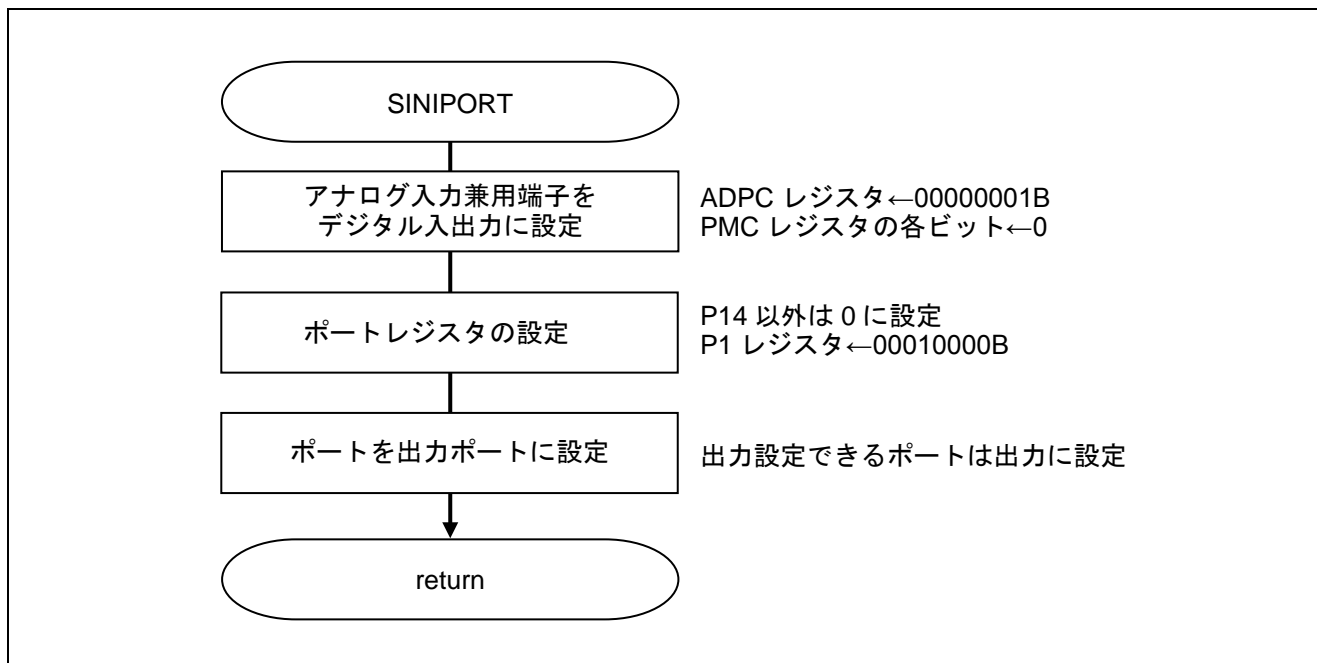 SINIPORT
アナログ入力兼用端子を
デジタル入出力に設定
ADPC レジスタ←00000001B
PMC レジスタの各ビット←0
ポートレジスタの設定
P14 以外は 0 に設定
P1 レジスタ←00010000B
ポートを出力ポートに設定
出力設定できるポートは出力に設定
return